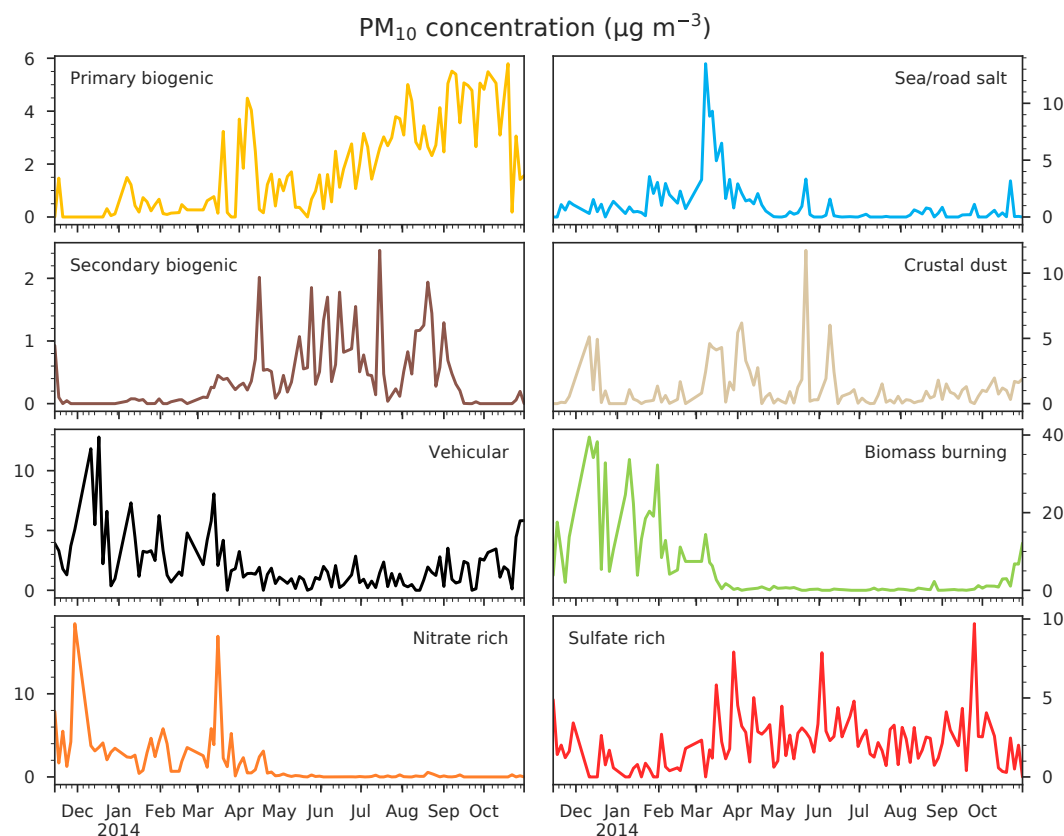 PM₁₀ concentration (µg m⁻³)
Primary biogenic
0
2
4
6
Sea/road salt
0
5
10
Secondary biogenic
0
1
2
Crustal dust
0
5
10
Vehicular
0
5
10
Biomass burning
0
20
40
Nitrate rich
0
10
Sulfate rich
0
5
10
Dec Jan Feb Mar Apr May Jun Jul Aug Sep Oct
2014
Dec Jan Feb Mar Apr May Jun Jul Aug Sep Oct
2014